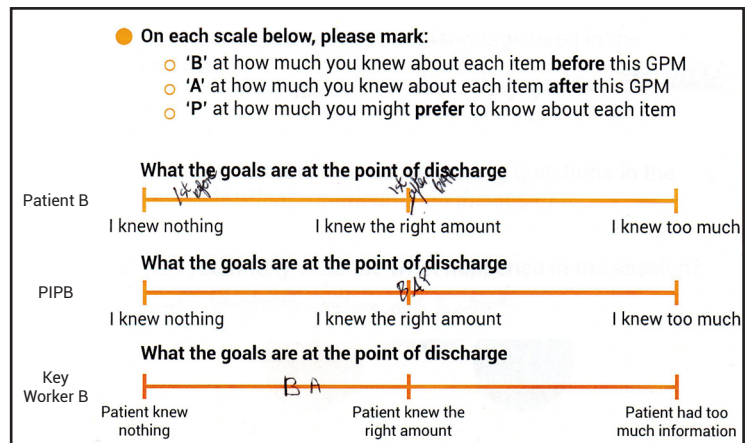 On each scale below, please mark:
'B' at how much you knew about each item before this GPM
'A' at how much you knew about each item after this GPM
'P' at how much you might prefer to know about each item
What the goals are at the point of discharge
1st before 1st after
Patient B
I knew nothing I knew the right amount I knew too much
What the goals are at the point of discharge
BAP
PIPB
I knew nothing I knew the right amount I knew too much
What the goals are at the point of discharge
B A
Key
Worker B
Patient knew Patient knew the Patient had too
nothing right amount much information